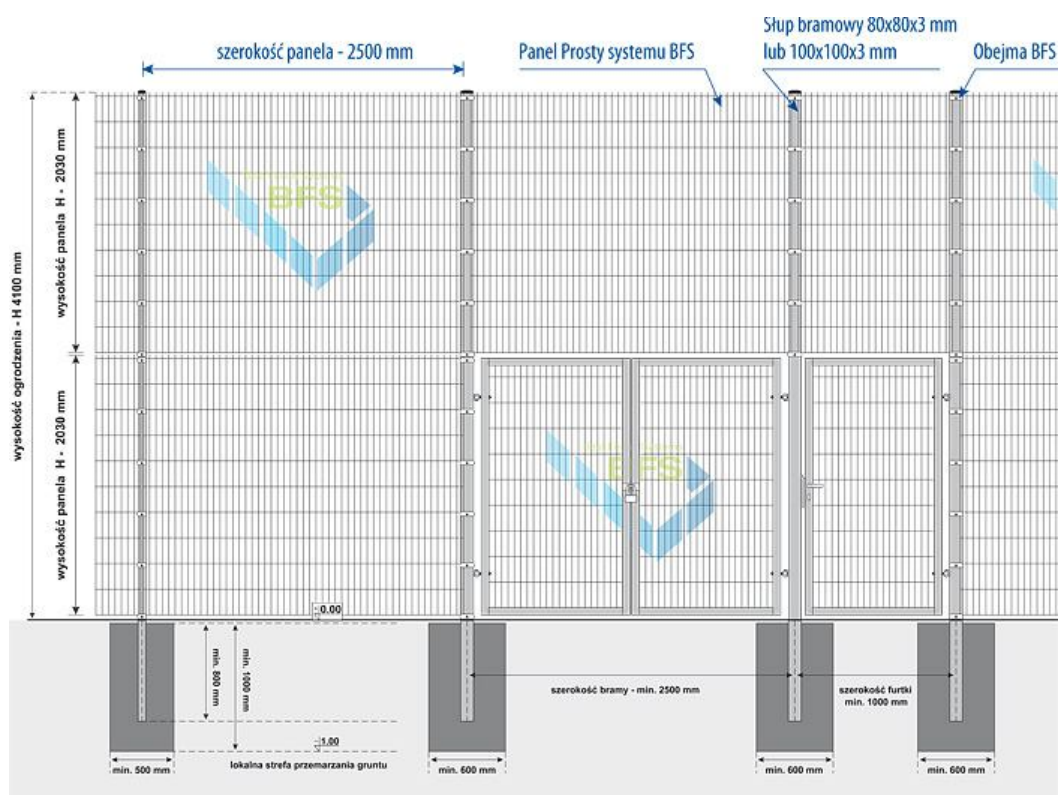 szerokość panela - 2500 mm
Panel Prosty systemu BFS
Słup bramowy 80x80x3 mm
lub 100x100x3 mm
Obejma BFS
wysokość ogrodzenia - H 4100 mm
wysokość panela H - 2030 mm
wysokość panela H - 2030 mm
BFS
BFS
0.00
min. 800 mm
min. 1000 mm
szerokość bramy - min. 2500 mm
szerokość furtki
min. 1000 mm
1.00
lokalna strefa przemarzania gruntu
min. 500 mm
min. 600 mm
min. 600 mm
min. 600 mm